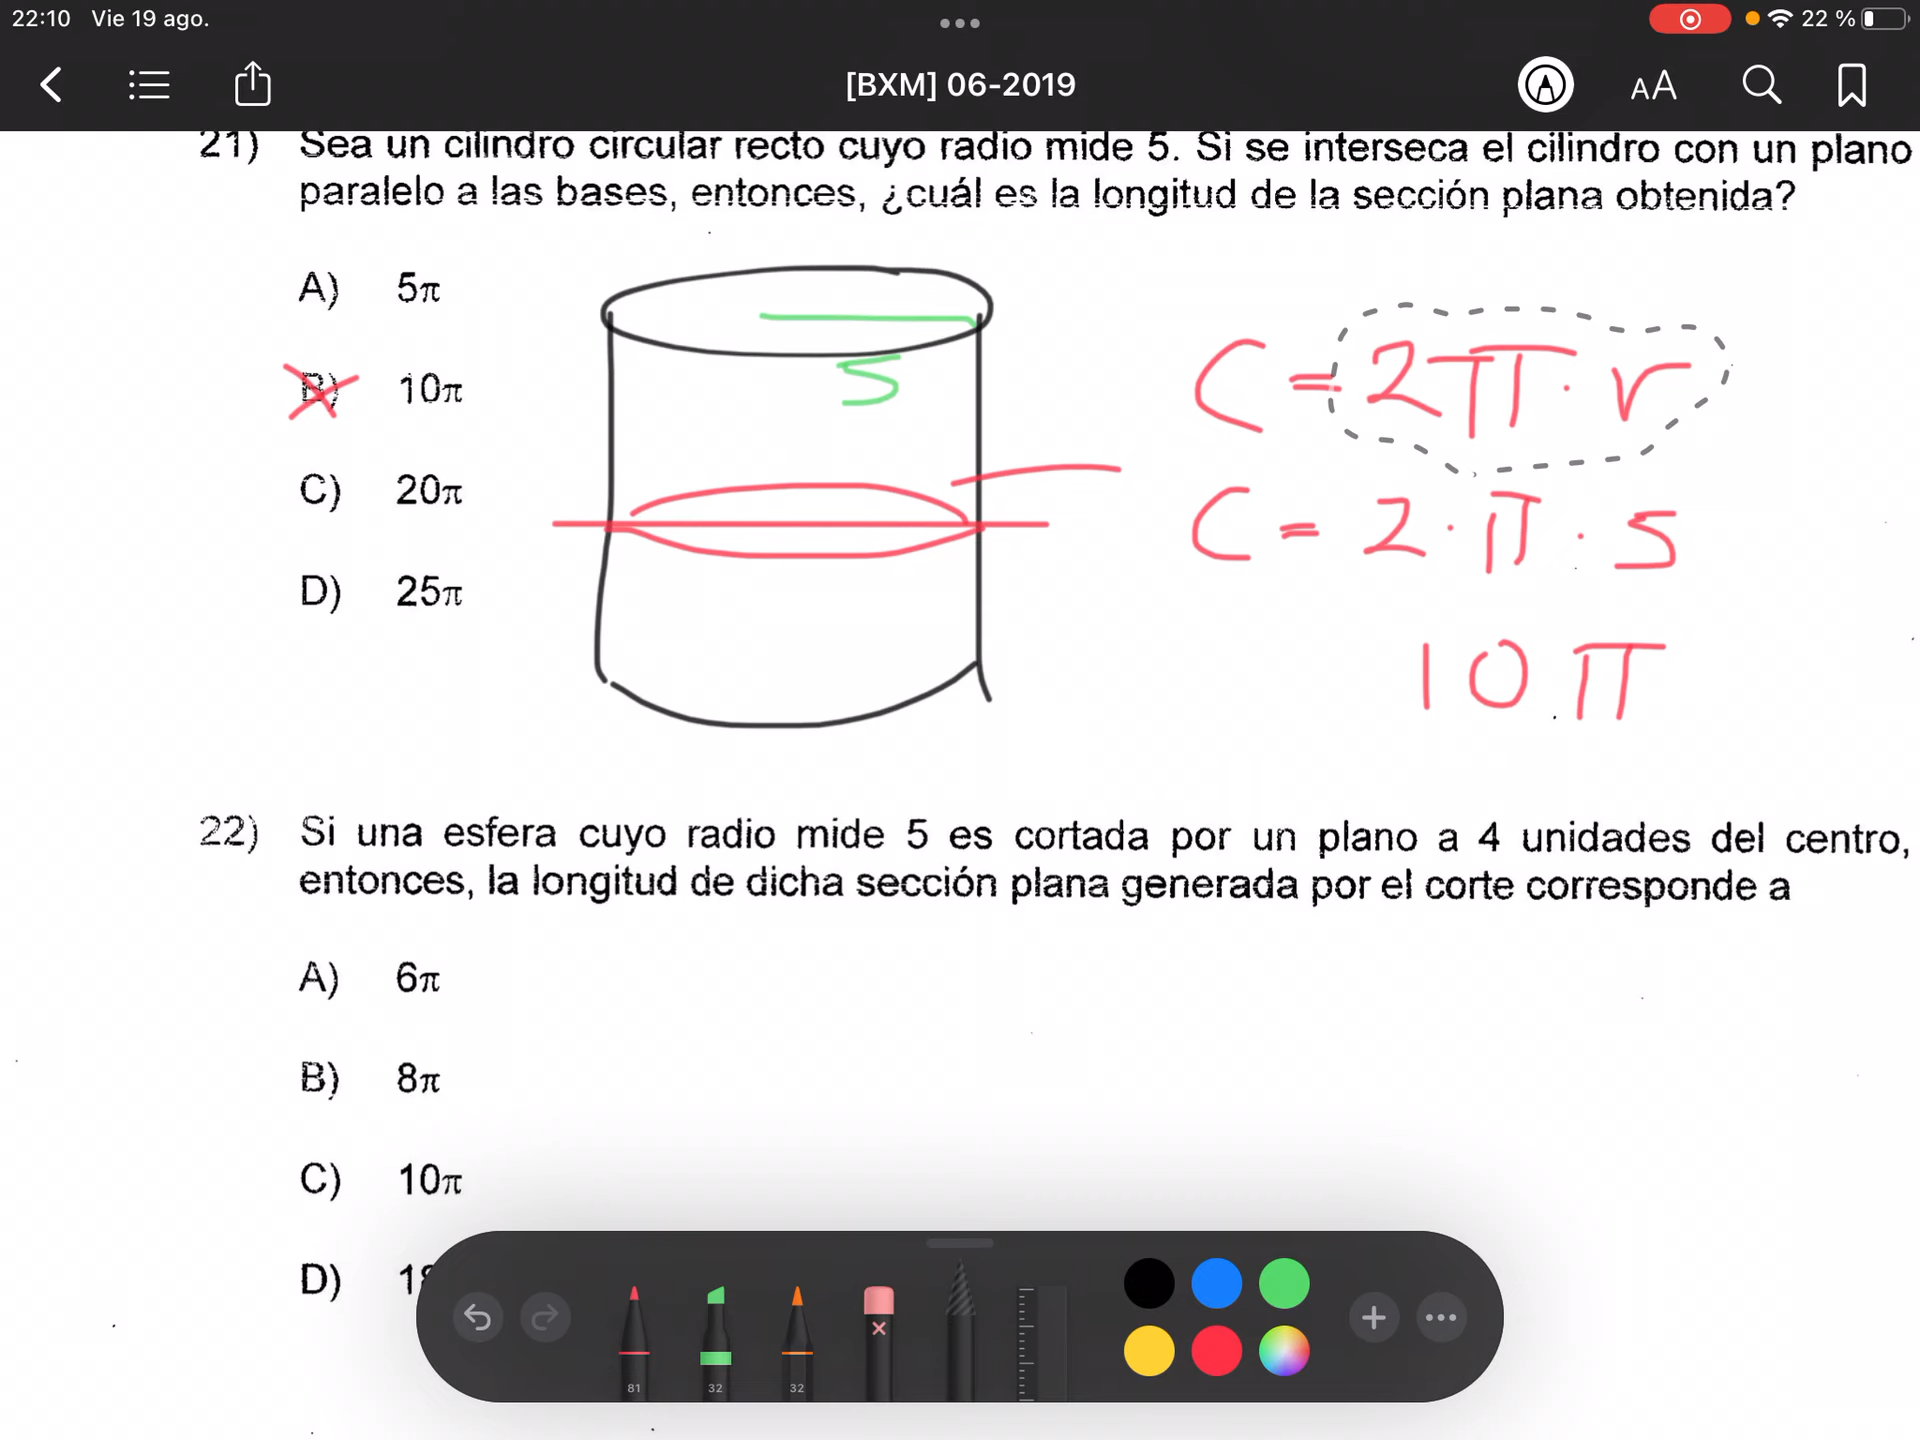 22:10 Vie 19 ago.
22 %
[BXM] 06-2019
AA
21) Sea un cilindro circular recto cuyo radio mide 5. Si se interseca el cilindro con un plano
paralelo a las bases, entonces, ¿cuál es la longitud de la sección plana obtenida?
A) 5π
B) 10π
C) 20π
D) 25π
5
C = 2π · r
C = 2 · π · 5
10 π
22) Si una esfera cuyo radio mide 5 es cortada por un plano a 4 unidades del centro,
entonces, la longitud de dicha sección plana generada por el corte corresponde a
A) 6π
B) 8π
C) 10π
D)
81 32 32